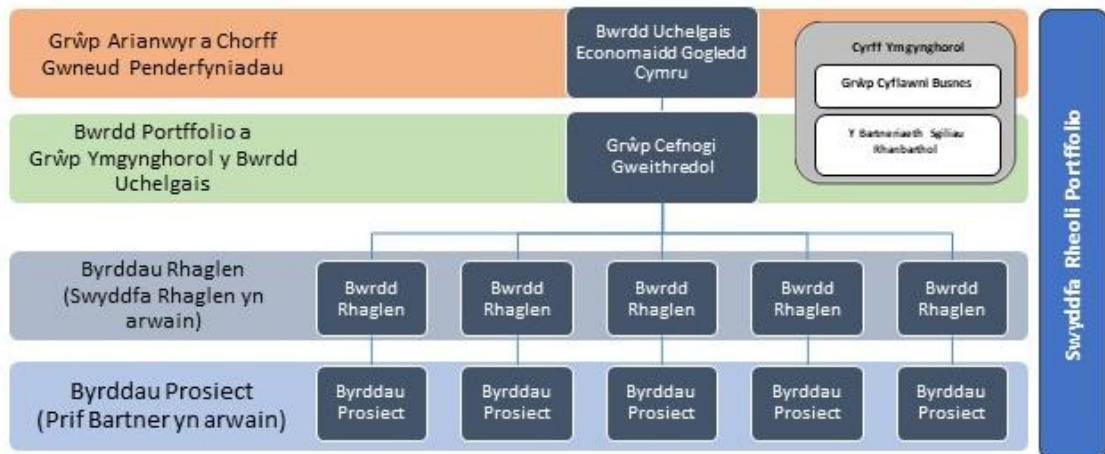 Grŵp Arianwyr a Chorff
Gwneud Penderfyniadau
Bwrdd Uchelgais
Economaidd Gogledd
Cymru
Cyrff Ymgynghorol
Grŵp Cyflawni Busnes
Y Bartneriaeth Sgiliau
Rhanbarthol
Bwrdd Portffolio a
Grŵp Ymgynghorol y Bwrdd
Uchelgais
Grŵp Cefnogi
Gweithredol
Byrddau Rhaglen
(Swyddfa Rhaglen yn
arwain)
Bwrdd
Rhaglen
Bwrdd
Rhaglen
Bwrdd
Rhaglen
Bwrdd
Rhaglen
Bwrdd
Rhaglen
Byrddau Prosiect
(Prif Bartner yn arwain)
Byrddau
Prosiect
Byrddau
Prosiect
Byrddau
Prosiect
Byrddau
Prosiect
Byrddau
Prosiect
Swyddfa Rheoli Portffolio